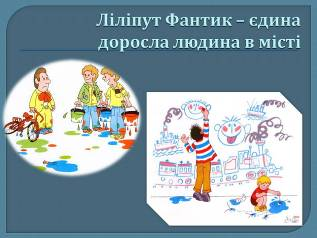 Ліліпут Фантик – єдина
доросла людина в місті